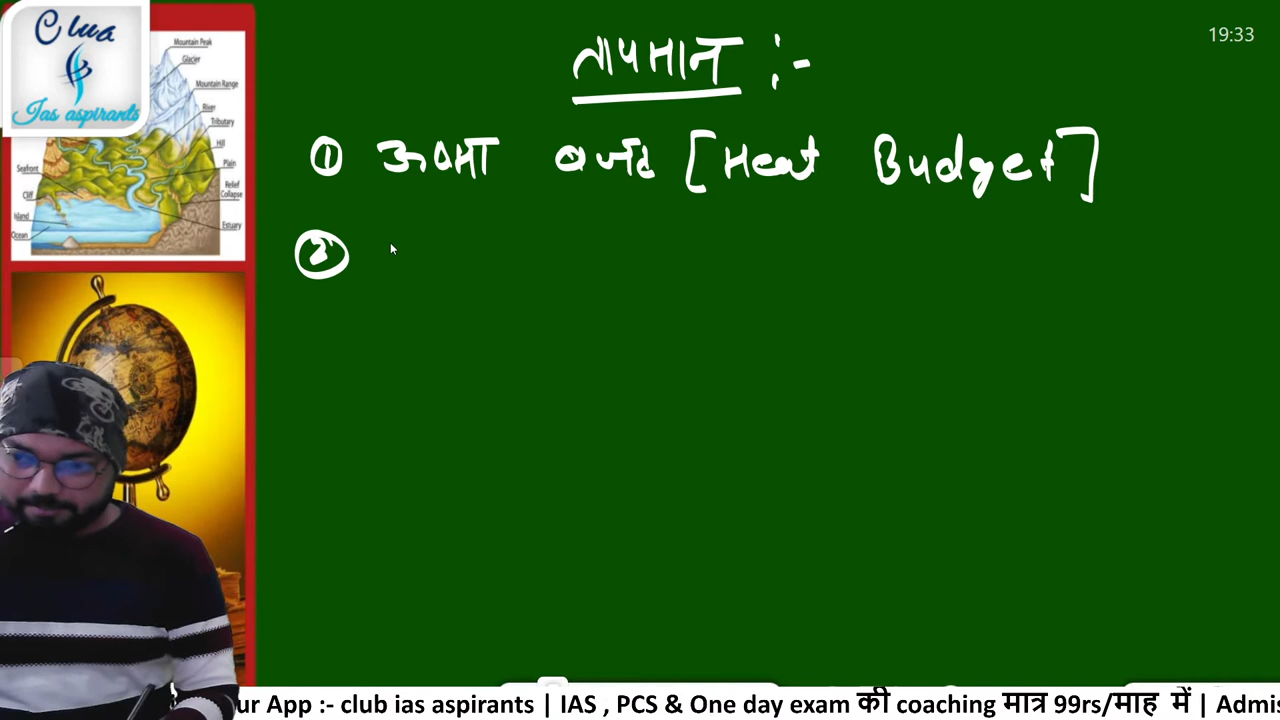 Club
Ias aspirants
Mountain Peak
Glacier
Mountain Range
River
Tributary
Hill
Plain
Relief
Collapse
Estuary
Seafront
Cliff
Island
Ocean
19:33
तापमान :-
① ऊष्मा बजट [Heat Budget]
②
ur App :- club ias aspirants | IAS , PCS & One day exam की coaching मात्र 99rs/माह में | Admis